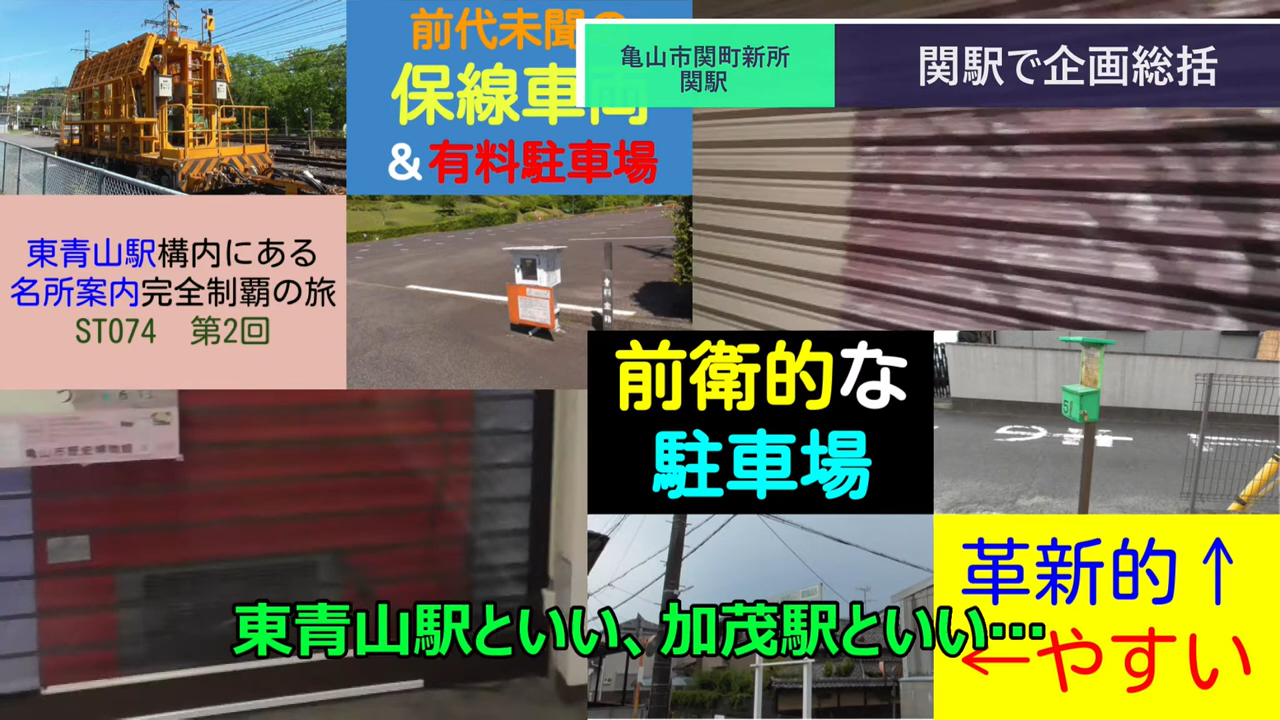 前代未聞の
保線車両
&有料駐車場
亀山市関町新所
関駅
関駅で企画総括
東青山駅構内にある
名所案内完全制覇の旅
ST074 第2回
前衛的な
駐車場
51
亀山市歴史博物館
革新的↑
←やすい
東青山駅といい、加茂駅といい…